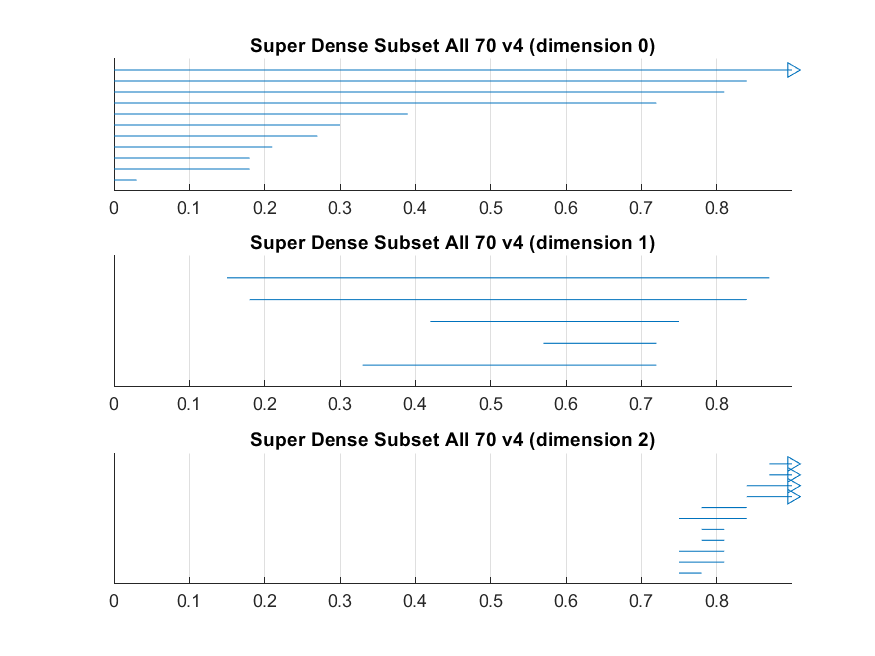 Super Dense Subset All 70 v4 (dimension 0)
0 0.1 0.2 0.3 0.4 0.5 0.6 0.7 0.8
Super Dense Subset All 70 v4 (dimension 1)
0 0.1 0.2 0.3 0.4 0.5 0.6 0.7 0.8
Super Dense Subset All 70 v4 (dimension 2)
0 0.1 0.2 0.3 0.4 0.5 0.6 0.7 0.8